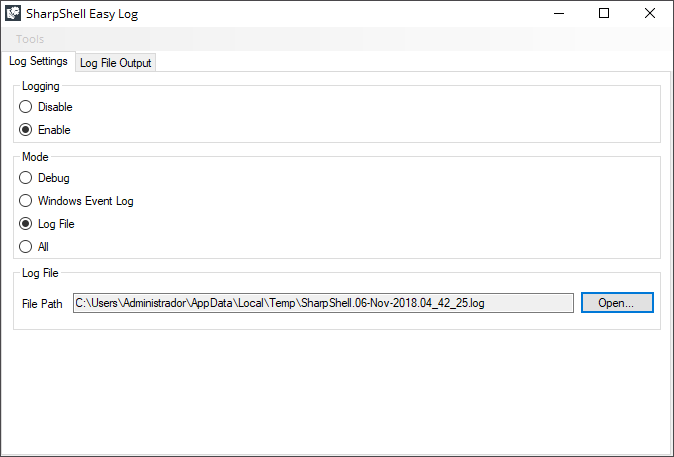 SharpShell Easy Log
Tools
Log Settings Log File Output
Logging
Disable
Enable
Mode
Debug
Windows Event Log
Log File
All
Log File
File Path C:\Users\Administrador\AppData\Local\Temp\SharpShell.06-Nov-2018.04_42_25.log Open...